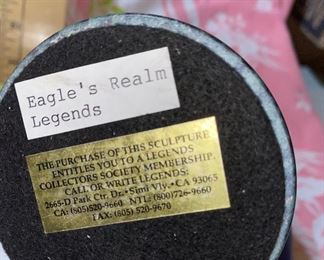 Eagle's Realm
Legends
THE PURCHASE OF THIS SCULPTURE
ENTITLES YOU TO A LEGENDS
COLLECTORS SOCIETY MEMBERSHIP.
CALL OR WRITE LEGENDS:
2665-D Park Ctr. Dr. • Simi Vly. • CA 93065
CA: (805)520-9660 NTL: (800)726-9660
FAX: (805) 520-9670